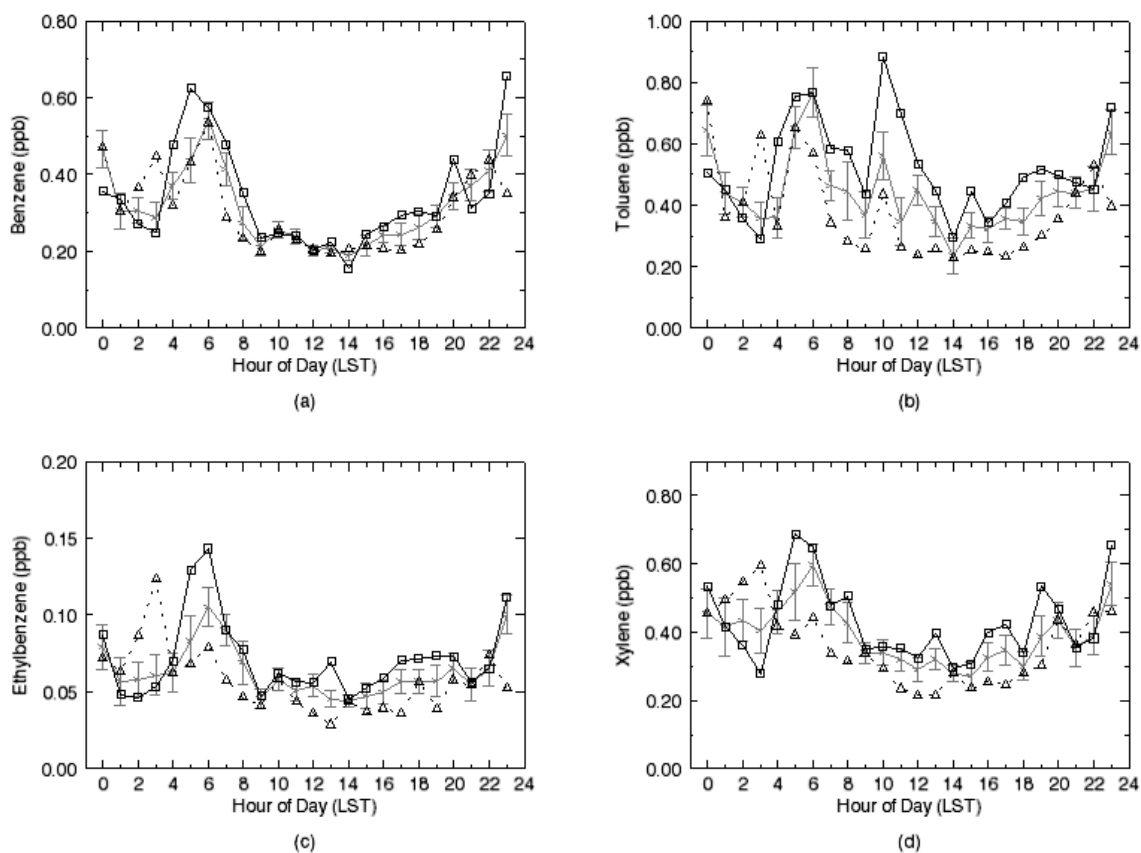 0.80
0.60
0.40
0.20
0.00
Benzene (ppb)
0 2 4 6 8 10 12 14 16 18 20 22 24
Hour of Day (LST)
(a)
1.00
0.80
0.60
0.40
0.20
0.00
Toluene (ppb)
0 2 4 6 8 10 12 14 16 18 20 22 24
Hour of Day (LST)
(b)
0.20
0.15
0.10
0.05
0.00
Ethylbenzene (ppb)
0 2 4 6 8 10 12 14 16 18 20 22 24
Hour of Day (LST)
(c)
0.80
0.60
0.40
0.20
0.00
Xylene (ppb)
0 2 4 6 8 10 12 14 16 18 20 22 24
Hour of Day (LST)
(d)